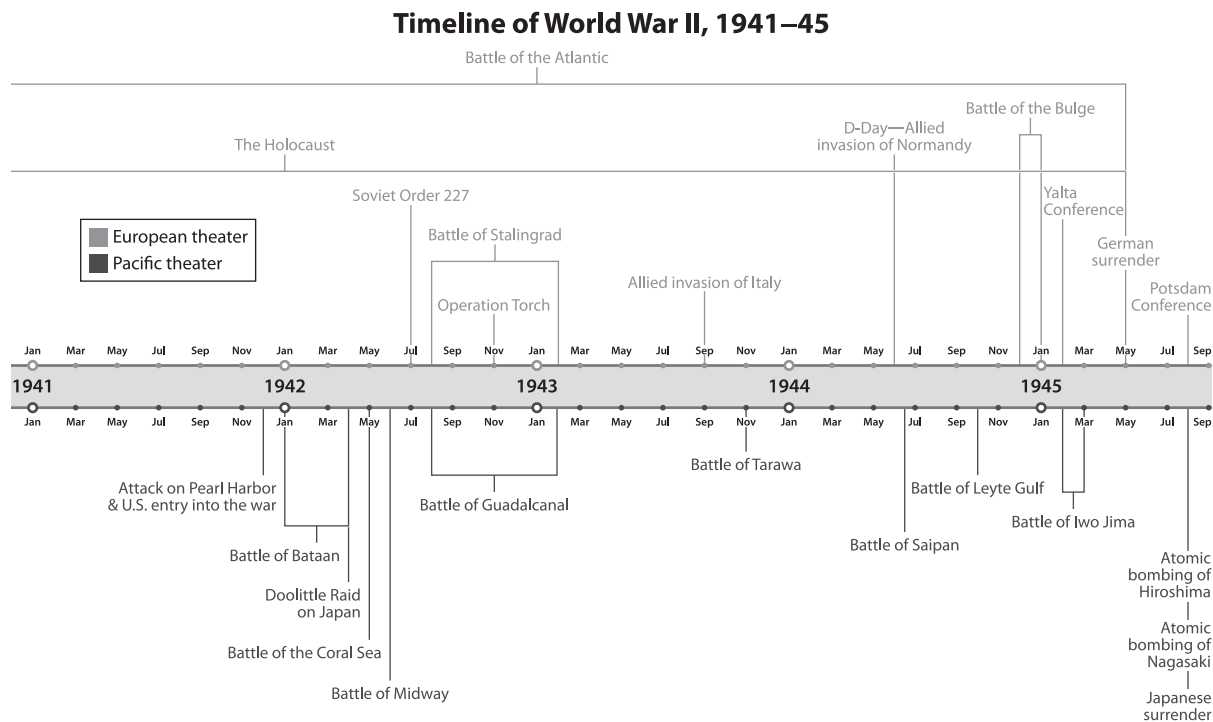 Timeline of World War II, 1941–45
Battle of the Atlantic
Battle of the Bulge
D-Day—Allied
invasion of Normandy
The Holocaust
Soviet Order 227
Yalta
Conference
European theater
Pacific theater
Battle of Stalingrad
German
surrender
Allied invasion of Italy
Potsdam
Conference
Operation Torch
Jan Mar May Jul Sep Nov Jan Mar May Jul Sep Nov Jan Mar May Jul Sep Nov Jan Mar May Jul Sep Nov Jan Mar May Jul Sep
1941 1942 1943 1944 1945
Jan Mar May Jul Sep Nov Jan Mar May Jul Sep Nov Jan Mar May Jul Sep Nov Jan Mar May Jul Sep Nov Jan Mar May Jul Sep
Attack on Pearl Harbor
& U.S. entry into the war
Battle of Guadalcanal
Battle of Tarawa
Battle of Leyte Gulf
Battle of Iwo Jima
Battle of Saipan
Battle of Bataan
Doolittle Raid
on Japan
Battle of the Coral Sea
Battle of Midway
Atomic
bombing of
Hiroshima
Atomic
bombing of
Nagasaki
Japanese
surrender